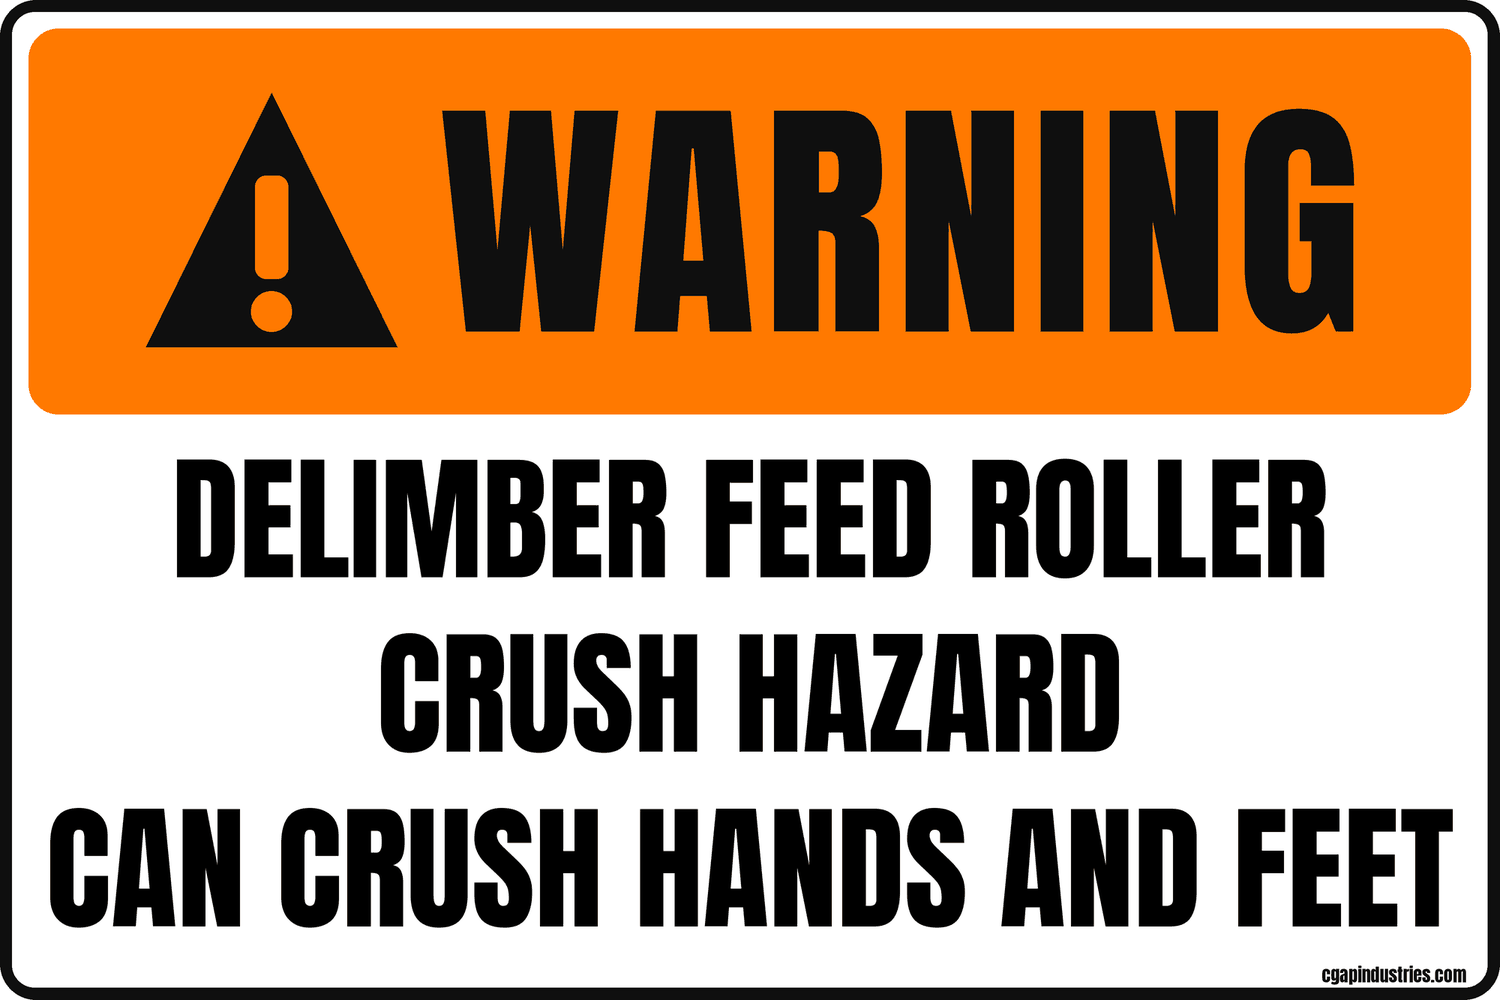 WARNING
DELIMBER FEED ROLLER
CRUSH HAZARD
CAN CRUSH HANDS AND FEET
cgapindustries.com